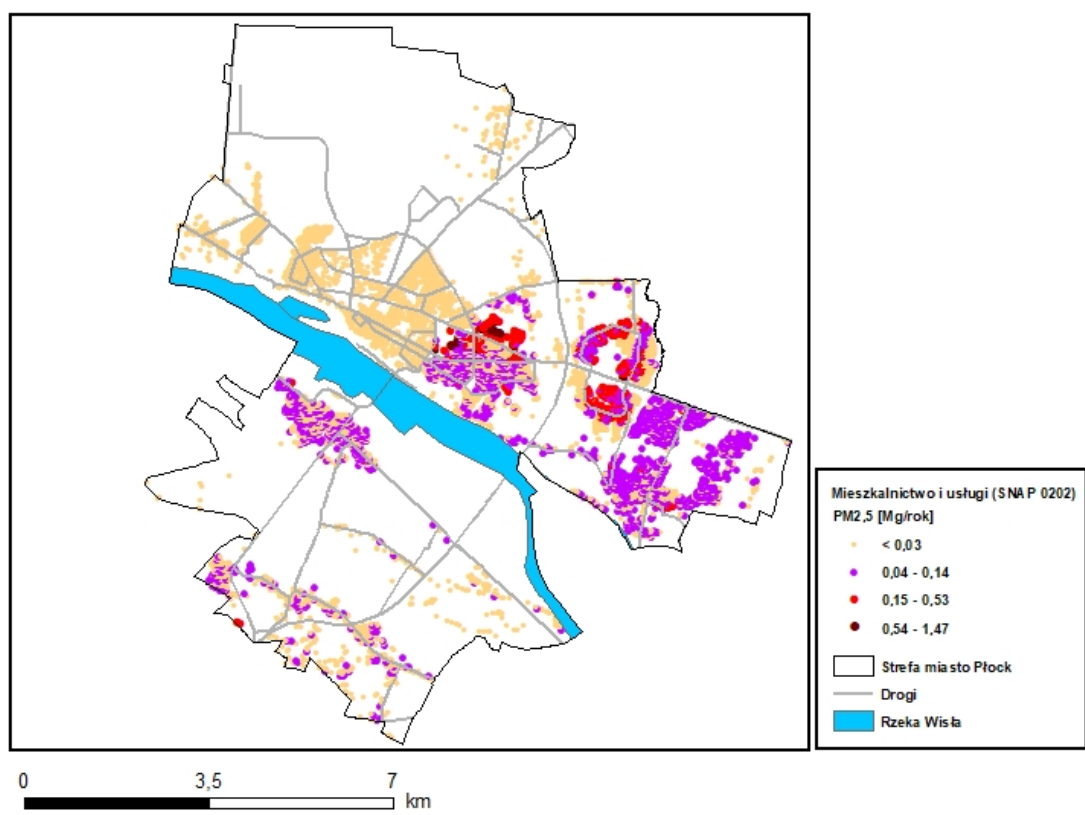 Mieszkalnictwo i usługi (SNAP 0202)
PM2,5 [Mg/rok]
< 0,03
0,04 - 0,14
0,15 - 0,53
0,54 - 1,47
Strefa miasto Płock
Drogi
Rzeka Wisła
0 3,5 7
km